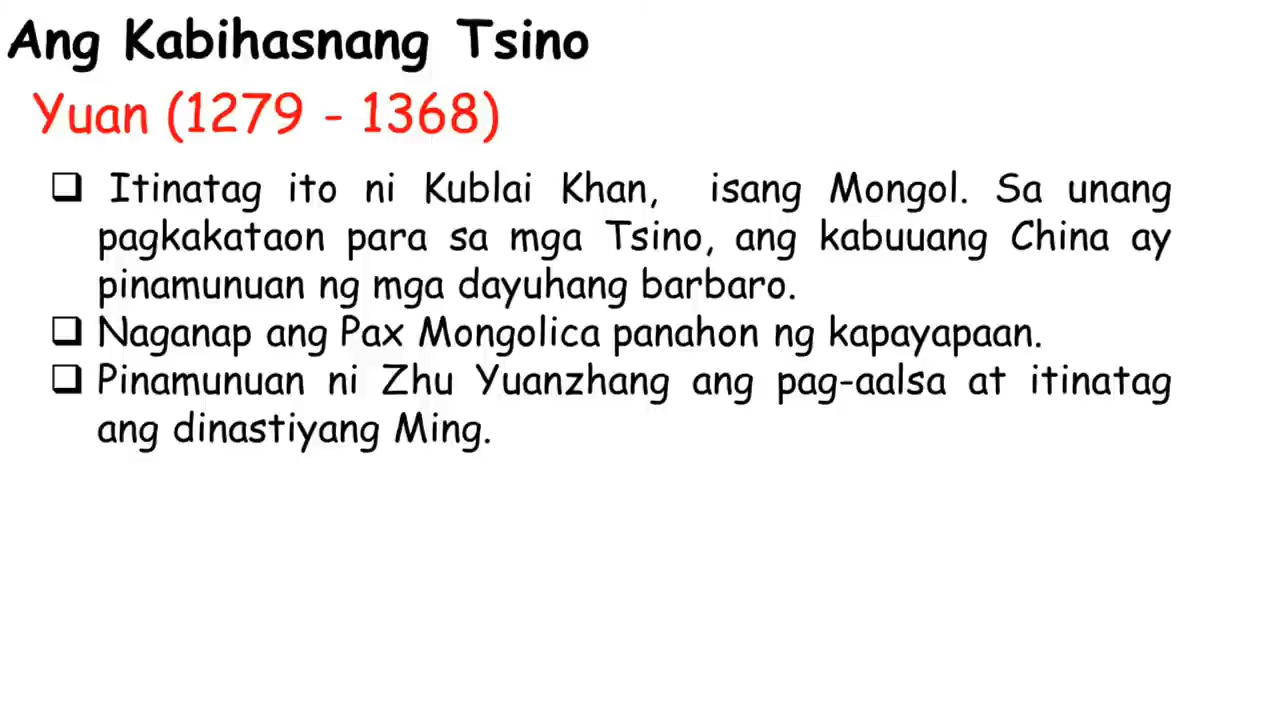 Ang Kabihasnang Tsino
Yuan (1279 - 1368)
❑ Itinatag ito ni Kublai Khan, isang Mongol. Sa unang
pagkakataon para sa mga Tsino, ang kabuuang China ay
pinamunuan ng mga dayuhang barbaro.
❑ Naganap ang Pax Mongolica panahon ng kapayapaan.
❑ Pinamunuan ni Zhu Yuanzhang ang pag-aalsa at itinatag
ang dinastiyang Ming.